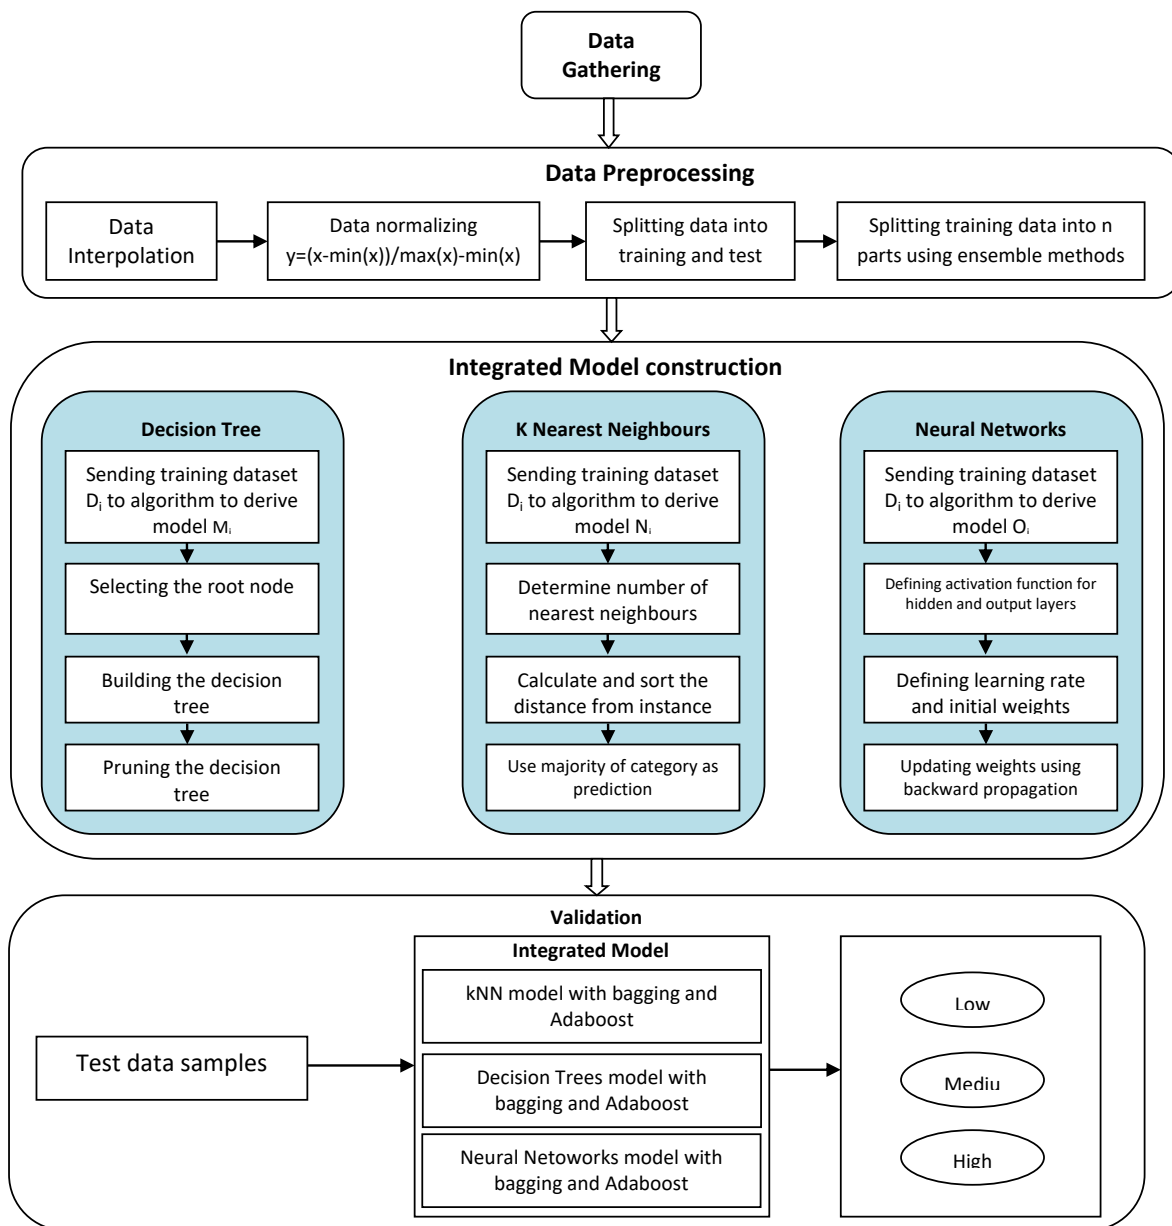 Data
Gathering
Data Preprocessing
Data
Interpolation
Data normalizing
y=(x-min(x))/max(x)-min(x)
Splitting data into
training and test
Splitting training data into n
parts using ensemble methods
Integrated Model construction
Decision Tree
Sending training dataset
Di to algorithm to derive
model Mi
Selecting the root node
Building the decision
tree
Pruning the decision
tree
K Nearest Neighbours
Sending training dataset
Di to algorithm to derive
model Ni
Determine number of
nearest neighbours
Calculate and sort the
distance from instance
Use majority of category as
prediction
Neural Networks
Sending training dataset
Di to algorithm to derive
model Oi
Defining activation function for
hidden and output layers
Defining learning rate
and initial weights
Updating weights using
backward propagation
Validation
Test data samples
Integrated Model
kNN model with bagging and
Adaboost
Decision Trees model with
bagging and Adaboost
Neural Netoworks model with
bagging and Adaboost
Low
Mediu
High